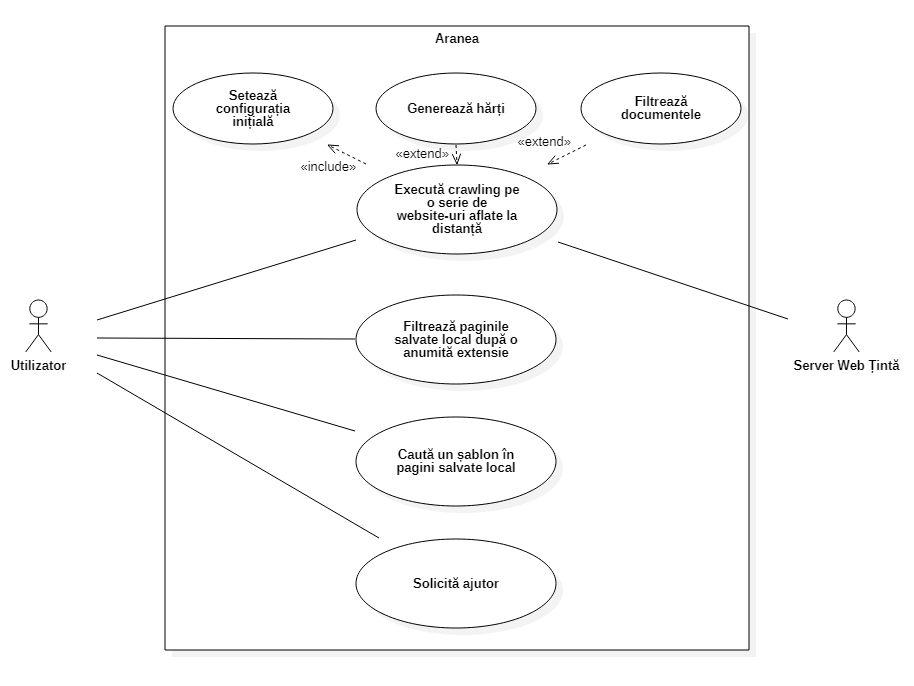 Aranea
Setează
configurația
inițială
Generează hărți
Filtrează
documentele
«include»
«extend»
«extend»
Execută crawling pe
o serie de
website-uri aflate la
distanță
Filtrează paginile
salvate local după o
anumită extensie
Utilizator
Server Web Țintă
Caută un șablon în
pagini salvate local
Solicită ajutor